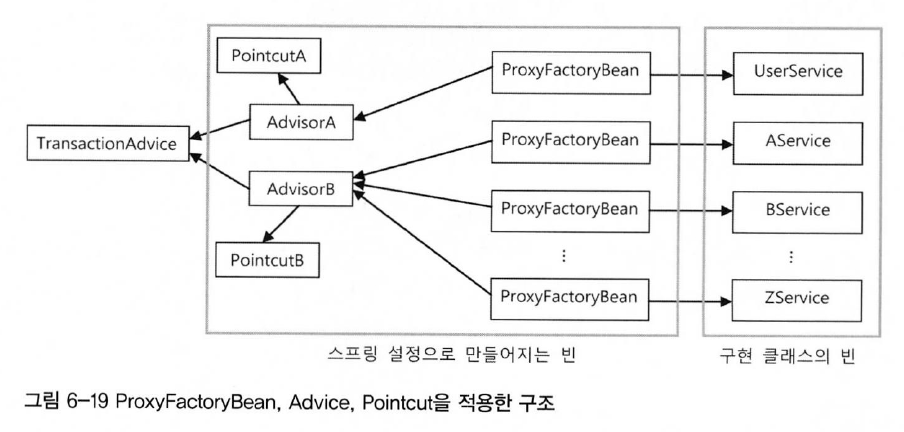 PointcutA
ProxyFactoryBean
UserService
AdvisorA
TransactionAdvice
ProxyFactoryBean
AService
AdvisorB
ProxyFactoryBean
BService
PointcutB
⋮
⋮
ProxyFactoryBean
ZService
스프링 설정으로 만들어지는 빈
구현 클래스의 빈
그림 6-19 ProxyFactoryBean, Advice, Pointcut을 적용한 구조